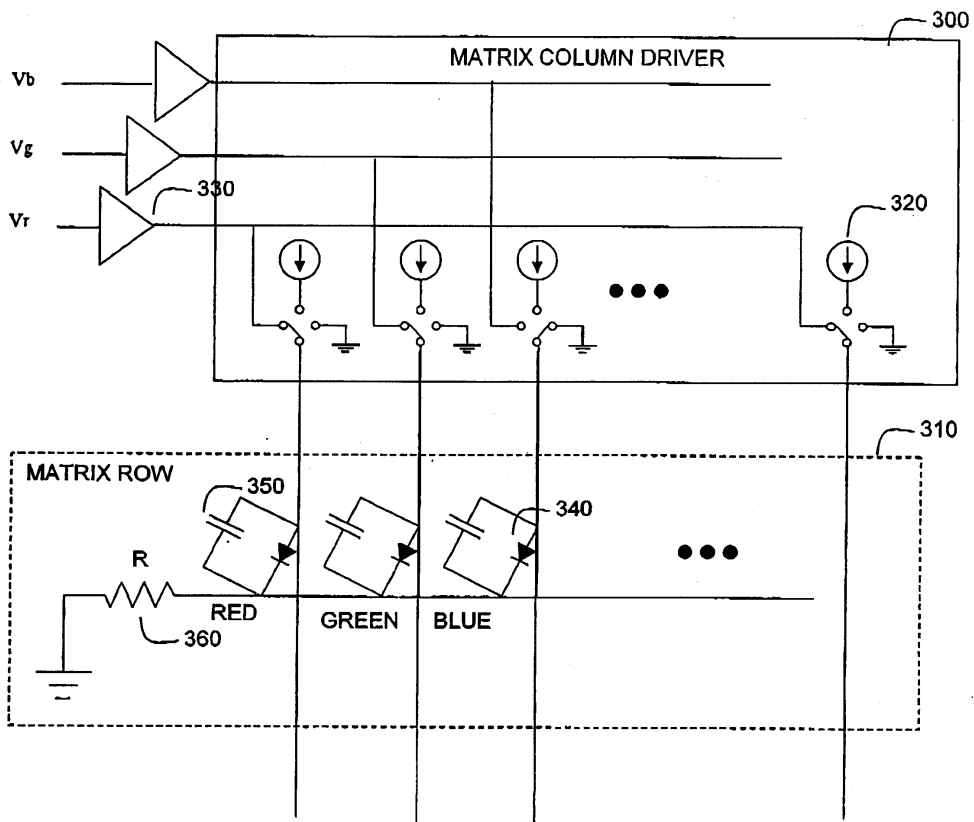 300
MATRIX COLUMN DRIVER
Vb
Vg
330
Vr
320
310
MATRIX ROW
350
340
R
RED
GREEN
BLUE
360